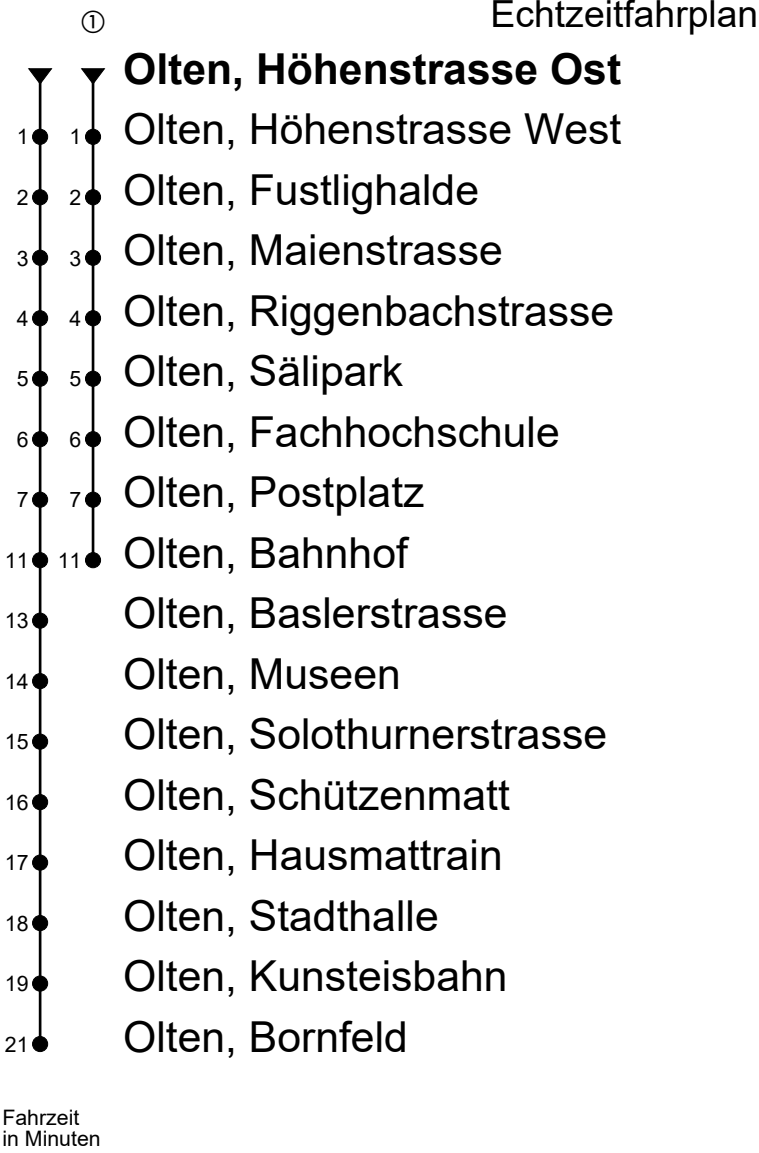 ① Echtzeitfahrplan
Olten, Höhenstrasse Ost
1 1 Olten, Höhenstrasse West
2 2 Olten, Fustlighalde
3 3 Olten, Maienstrasse
4 4 Olten, Riggenbachstrasse
5 5 Olten, Sälipark
6 6 Olten, Fachhochschule
7 7 Olten, Postplatz
11 11 Olten, Bahnhof
13 Olten, Baslerstrasse
14 Olten, Museen
15 Olten, Solothurnerstrasse
16 Olten, Schützenmatt
17 Olten, Hausmattrain
18 Olten, Stadthalle
19 Olten, Kunsteisbahn
21 Olten, Bornfeld
Fahrzeit
in Minuten